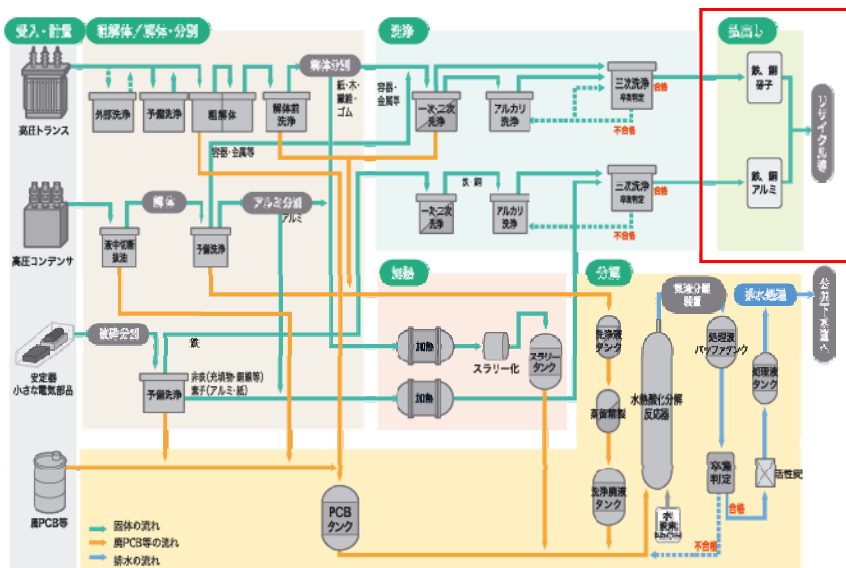 受入・計量
粗解体/解体・分別
洗浄
払出し
高圧トランス
外部洗浄
予備洗浄
粗解体
解体前
洗浄
解体分別
紙・木・
繊維・
ゴム
容器・
金属等
一次・二次
洗浄
アルカリ
洗浄
三次洗浄
卒業判定
合格
不合格
鉄、銅
碍子
リサイクル等
容器・金属等
高圧コンデンサ
解体
液中切断
抜油
予備洗浄
アルミ分別
アルミ
鉄・銅
一次・二次
洗浄
アルカリ
洗浄
三次洗浄
卒業判定
合格
不合格
鉄、銅
アルミ
加熱
分解
安定器
小さな電気部品
破砕分別
鉄
予備洗浄
非鉄(充填物・銅線等)
素子(アルミ・紙)
加熱
スラリー化
スラリー
タンク
加熱
洗浄液
タンク
蒸留精製
洗浄廃液
タンク
水熱酸化分解
反応器
気液分離
装置
処理液
バッファタンク
排水処理
公共下水道へ
処理液
タンク
卒業
判定
合格
不合格
活性炭
水
酸素
廃PCB等
PCB
タンク
固体の流れ
廃PCB等の流れ
排水の流れ